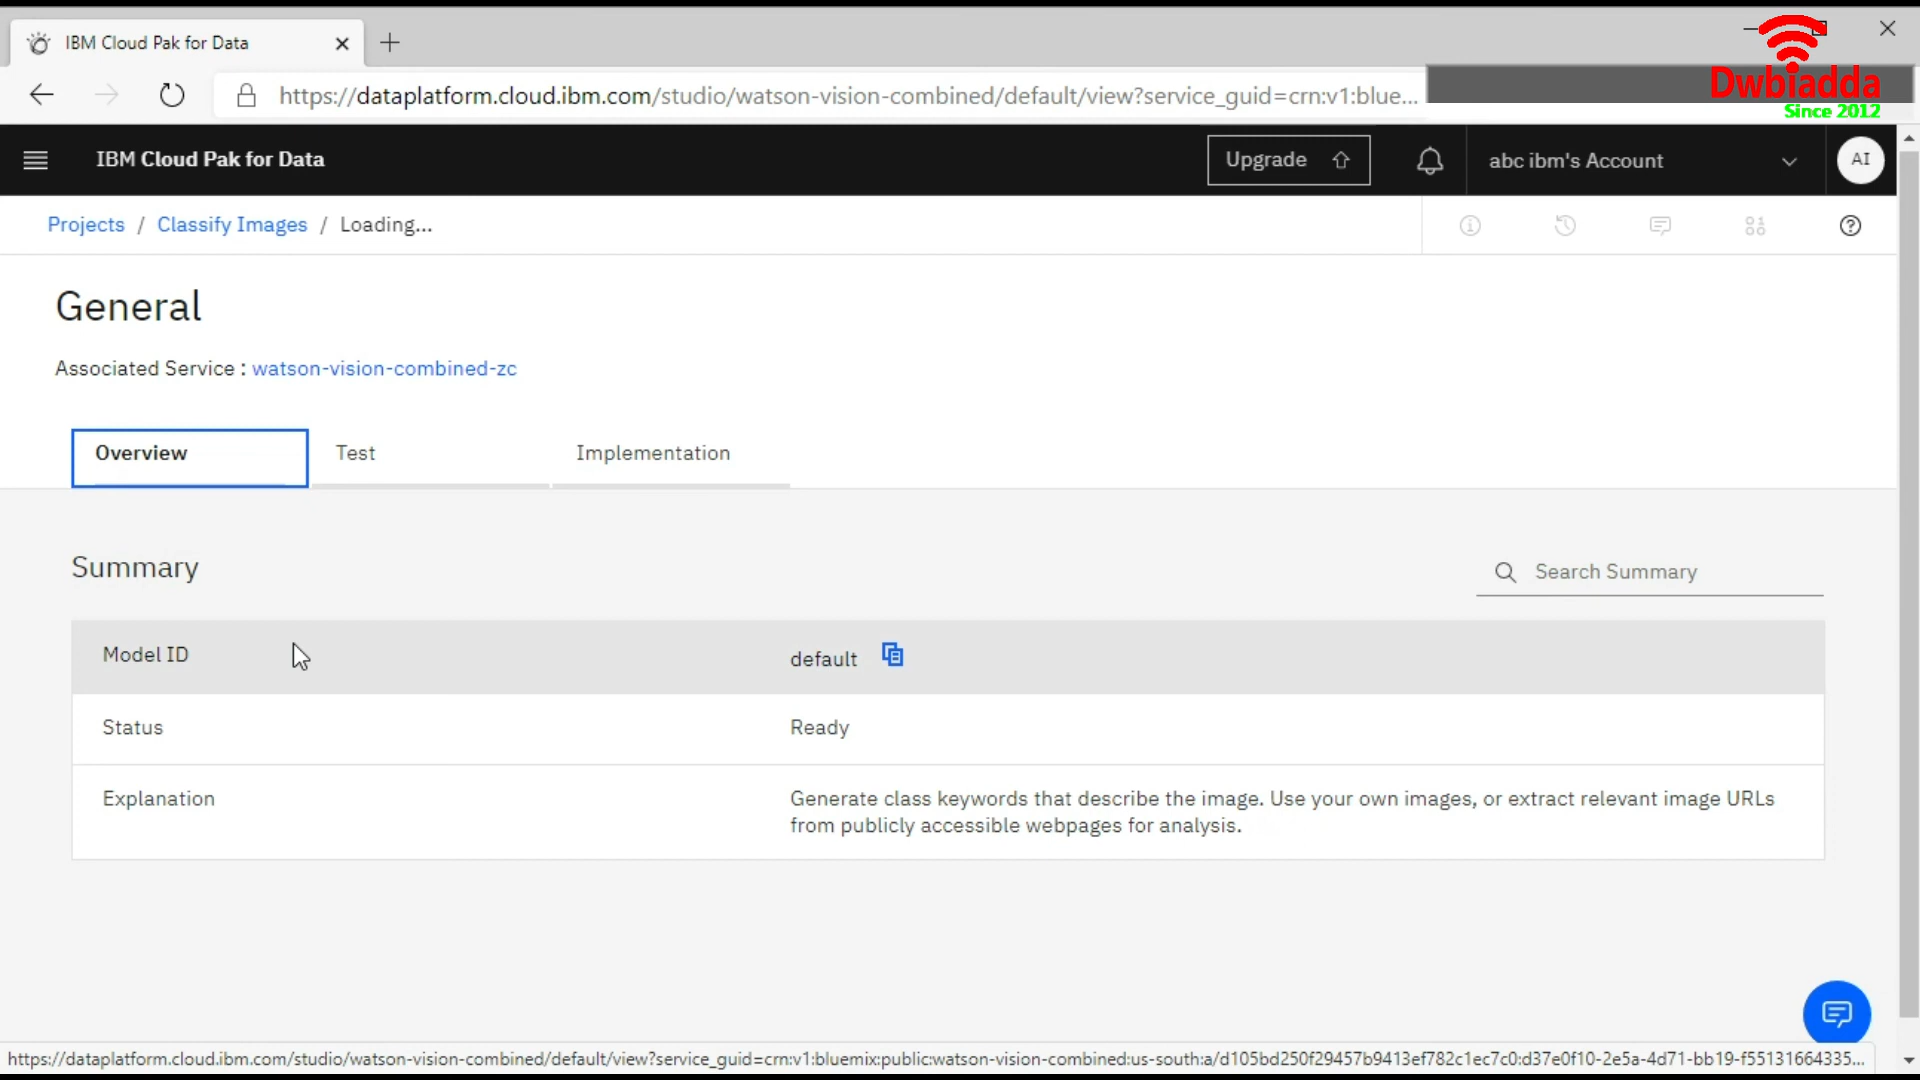 IBM Cloud Pak for Data
https://dataplatform.cloud.ibm.com/studio/watson-vision-combined/default/view?service_guid=crn:v1:blue...
Dwbiadda
Since 2012
IBM Cloud Pak for Data
Upgrade
abc ibm's Account
AI
Projects / Classify Images / Loading...
General
Associated Service : watson-vision-combined-zc
Overview
Test
Implementation
Summary
Search Summary
Model ID
default
Status
Ready
Explanation
Generate class keywords that describe the image. Use your own images, or extract relevant image URLs
from publicly accessible webpages for analysis.
https://dataplatform.cloud.ibm.com/studio/watson-vision-combined/default/view?service_guid=crn:v1:bluemix:public:watson-vision-combined:us-south:a/d105bd250f29457b9413ef782c1ec7c0:d37e0f10-2e5a-4d71-bb19-f55131664335...